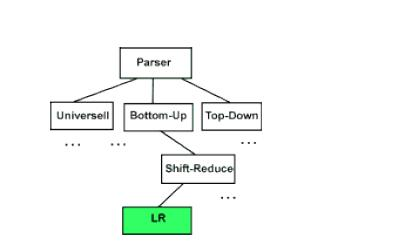 Parser
Universell Bottom-Up Top-Down
... ... ...
Shift-Reduce
...
LR